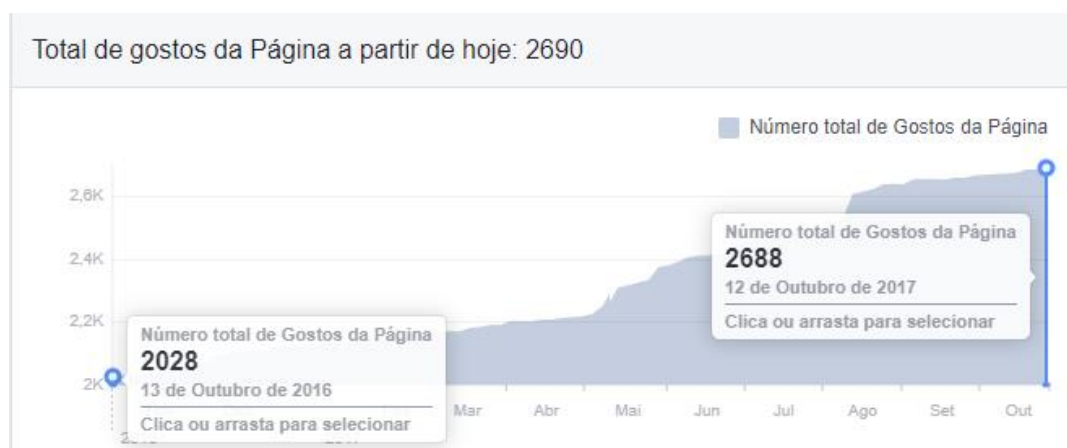 Total de gostos da Página a partir de hoje: 2690
Número total de Gostos da Página
2,6K
2,4K
2,2K
2K
Número total de Gostos da Página
2688
12 de Outubro de 2017
Clica ou arrasta para selecionar
Número total de Gostos da Página
2028
13 de Outubro de 2016
Clica ou arrasta para selecionar
Mar Abr Mai Jun Jul Ago Set Out